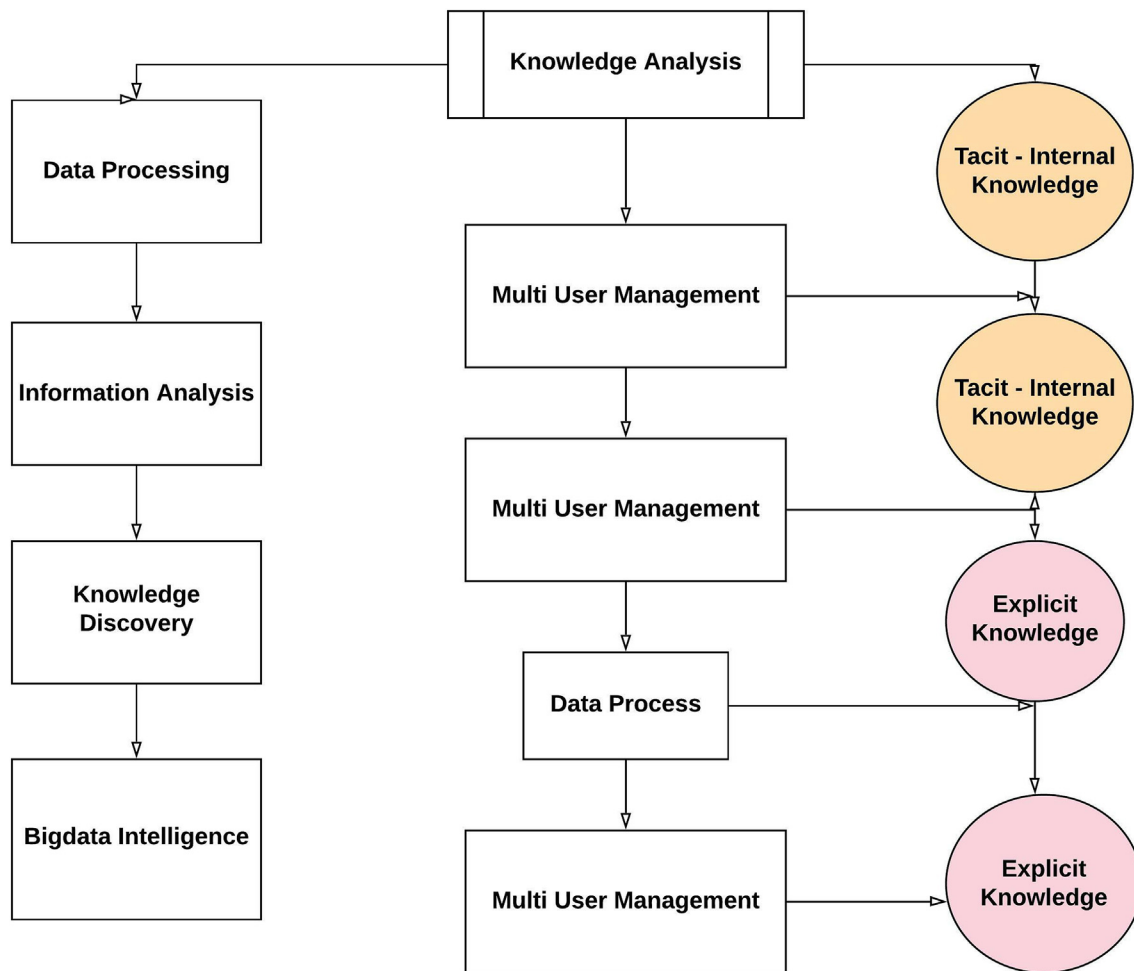 Knowledge Analysis
Data Processing
Tacit - Internal
Knowledge
Multi User Management
Information Analysis
Tacit - Internal
Knowledge
Multi User Management
Knowledge
Discovery
Explicit
Knowledge
Data Process
Bigdata Intelligence
Explicit
Knowledge
Multi User Management